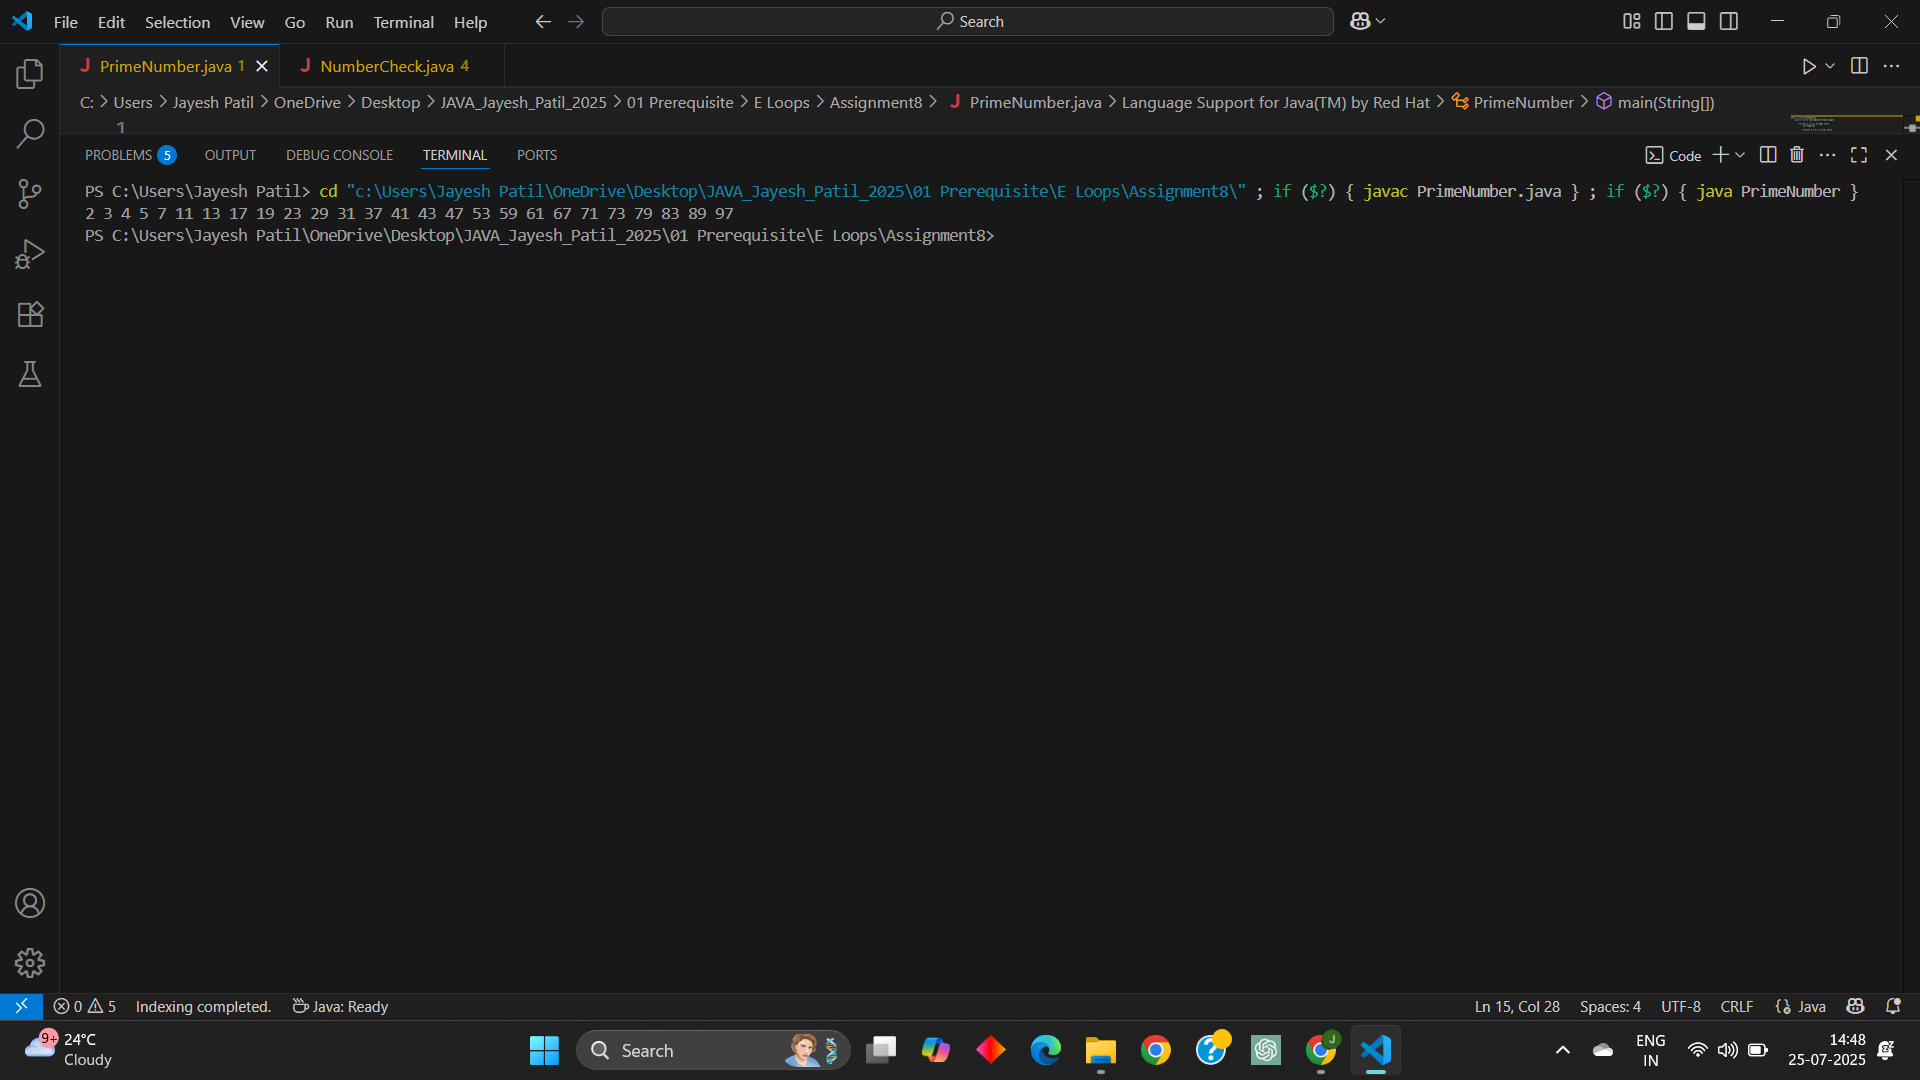 File Edit Selection View Go Run Terminal Help Search
PrimeNumber.java 1 NumberCheck.java 4
C: > Users > Jayesh Patil > OneDrive > Desktop > JAVA_Jayesh_Patil_2025 > 01 Prerequisite > E Loops > Assignment8 > PrimeNumber.java > Language Support for Java(TM) by Red Hat > PrimeNumber > main(String[])
1
PROBLEMS 5 OUTPUT DEBUG CONSOLE TERMINAL PORTS Code
PS C:\Users\Jayesh Patil> cd "c:\Users\Jayesh Patil\OneDrive\Desktop\JAVA_Jayesh_Patil_2025\01 Prerequisite\E Loops\Assignment8\" ; if ($?) { javac PrimeNumber.java } ; if ($?) { java PrimeNumber }
2 3 4 5 7 11 13 17 19 23 29 31 37 41 43 47 53 59 61 67 71 73 79 83 89 97
PS C:\Users\Jayesh Patil\OneDrive\Desktop\JAVA_Jayesh_Patil_2025\01 Prerequisite\E Loops\Assignment8>
0 5 Indexing completed. Java: Ready Ln 15, Col 28 Spaces: 4 UTF-8 CRLF Java
9+ 24°C
Cloudy
Search
J
ENG
IN
14:48
25-07-2025